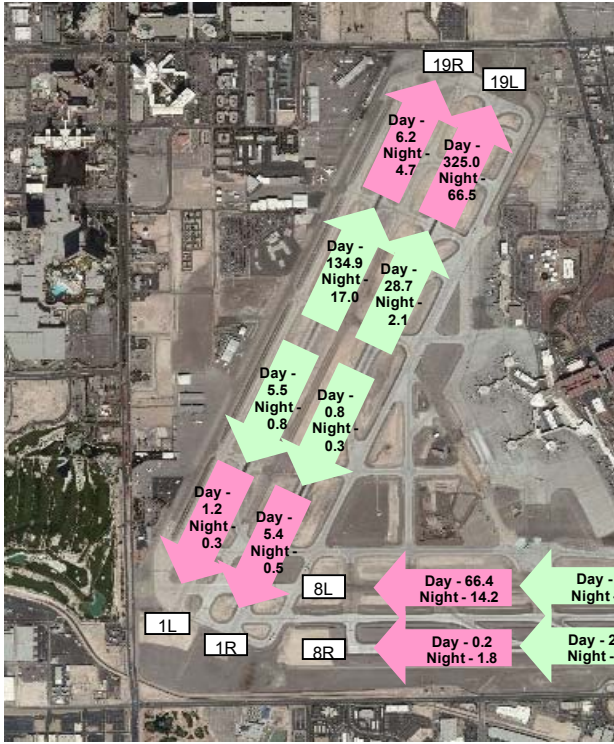 19R
19L
Day -
6.2
Night -
4.7
Day -
325.0
Night -
66.5
Day -
134.9
Night -
17.0
Day -
28.7
Night -
2.1
Day -
5.5
Night -
0.8
Day -
0.8
Night -
0.3
Day -
1.2
Night -
0.3
Day -
5.4
Night -
0.5
8L
Day - 66.4
Night - 14.2
Day -
Night -
1L
1R
8R
Day - 0.2
Night - 1.8
Day - 2
Night -